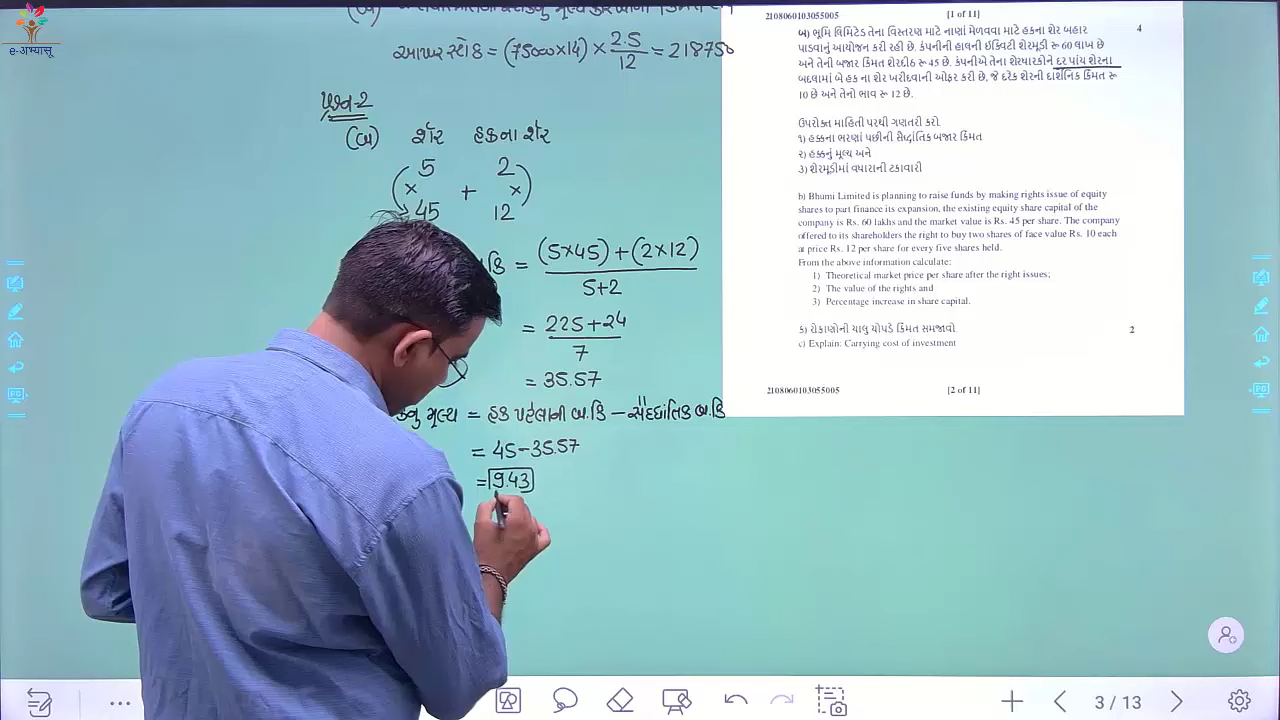 ઇ-અભ્યાસુ
આખર સ્ટોક = (75000×14) × 2.5/12 = 218750
પ્રશ્ન-2
(બ) શેર હકના શેર
5 2
× + ×
45 12
કિં = (5×45)+(2×12)
5+2
= 225+24
7
= 35.57
મૂલ્ય = હક પહેલાની બા.કિં - સૈદ્ધાંતિક બા.કિં
= 45-35.57
= 9.43
2108060103055005 [1 of 11]
બ) ભૂમિ લિમિટેડ તેના વિસ્તરણ માટે નાણાં મેળવવા માટે હકના શેર બહાર 4
પાડવાનું આયોજન કરી રહી છે. કંપનીની હાલની ઈક્વિટી શેરમૂડી રૂ 60 લાખ છે
અને તેની બજાર કિંમત શેરદીઠ રૂ 45 છે. કંપનીએ તેના શેરધારકોને દર પાંચ શેરના
બદલામાં બે હક ના શેર ખરીદવાની ઓફર કરી છે, જે દરેક શેરની દાર્શનિક કિંમત રૂ
10 છે અને તેનો ભાવ રૂ 12 છે.
ઉપરોક્ત માહિતી પરથી ગણતરી કરો.
૧) હક્કના ભરણાં પછીની સૈદ્ધાંતિક બજાર કિંમત
૨) હક્કનું મૂલ્ય અને
૩) શેરમૂડીમાં વધારાની ટકાવારી
b) Bhumi Limited is planning to raise funds by making rights issue of equity
shares to part finance its expansion, the existing equity share capital of the
company is Rs. 60 lakhs and the market value is Rs. 45 per share. The company
offered to its shareholders the right to buy two shares of face value Rs. 10 each
at price Rs. 12 per share for every five shares held.
From the above information calculate:
1) Theoretical market price per share after the right issues;
2) The value of the rights and
3) Percentage increase in share capital.
ક) રોકાણોની ચાલુ ચોપડે કિંમત સમજાવો 2
c) Explain: Carrying cost of investment
2108060103055005 [2 of 11]
3 / 13